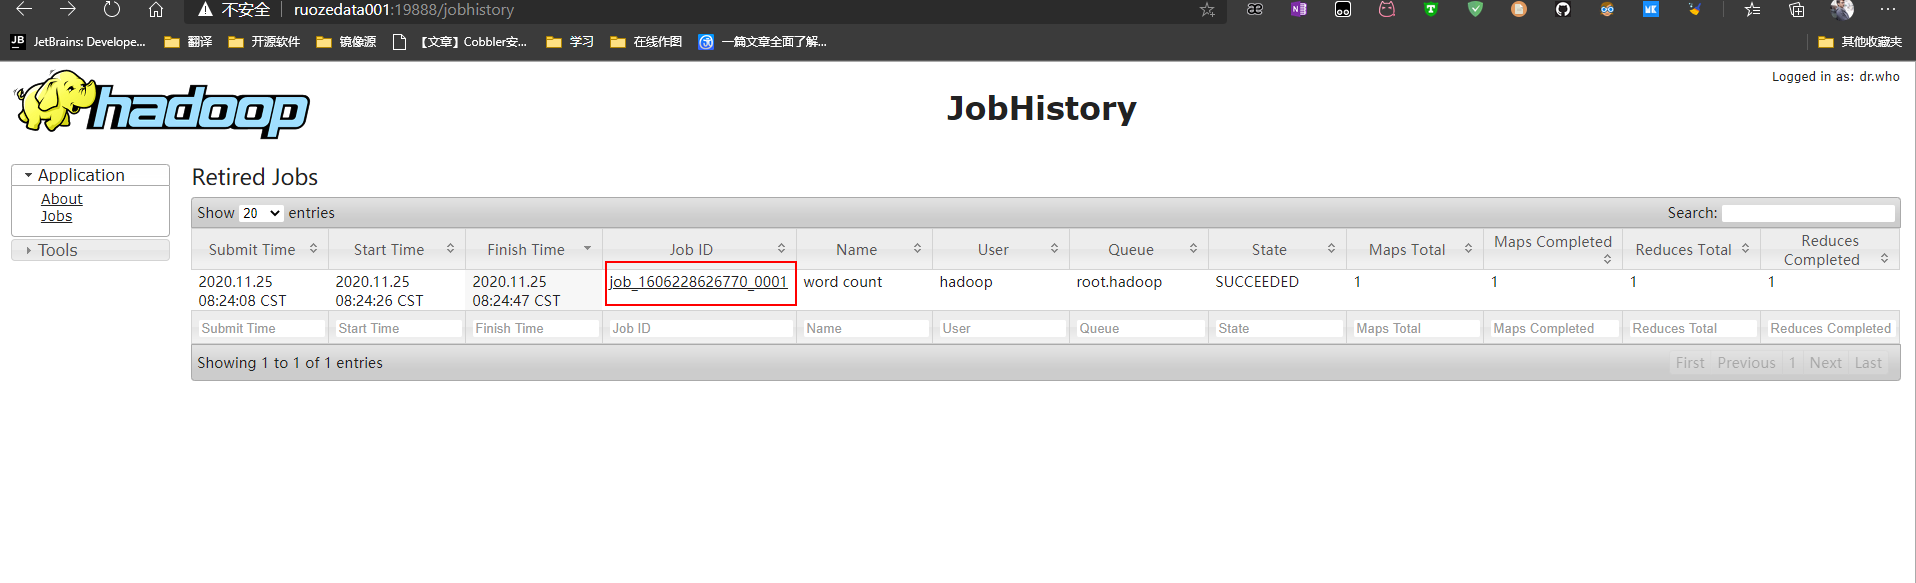 不安全 ruozedata001:19888/jobhistory
JetBrains: Develope... 翻译 开源软件 镜像源 【文章】Cobbler安... 学习 在线作图 一篇文章全面了解... 其他收藏夹
Logged in as: dr.who
hadoop
JobHistory
Application
About
Jobs
Tools
Retired Jobs
Show 20 entries Search:
Submit Time Start Time Finish Time Job ID Name User Queue State Maps Total Maps Completed Reduces Total Reduces Completed
2020.11.25 08:24:08 CST 2020.11.25 08:24:26 CST 2020.11.25 08:24:47 CST job_1606228626770_0001 word count hadoop root.hadoop SUCCEEDED 1 1 1 1
Submit Time Start Time Finish Time Job ID Name User Queue State Maps Total Maps Completed Reduces Total Reduces Completed
Showing 1 to 1 of 1 entries First Previous 1 Next Last